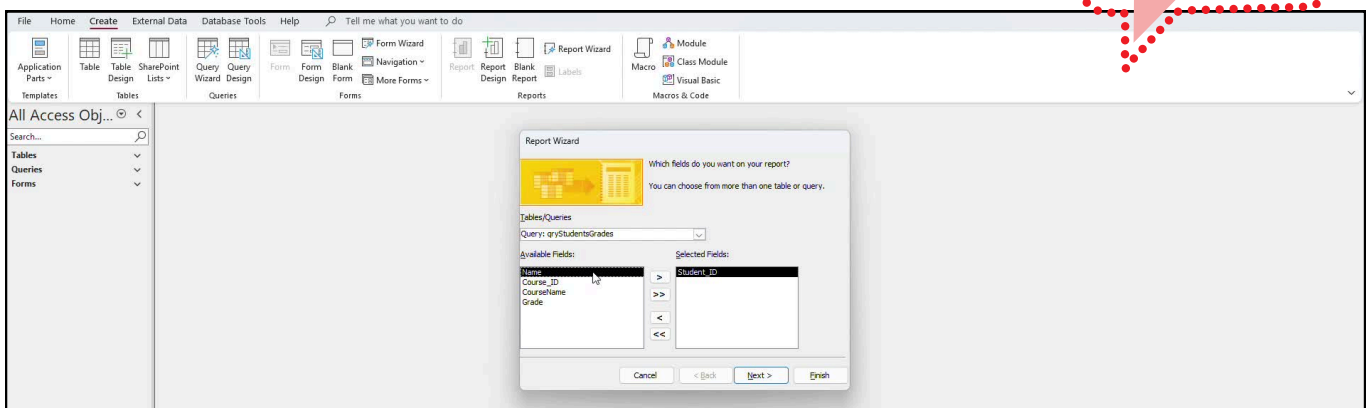 File Home Create External Data Database Tools Help Tell me what you want to do
Application Parts
Table
Table Design
SharePoint Lists
Query Wizard
Query Design
Form
Form Design
Blank Form
Form Wizard
Navigation
More Forms
Report
Report Design
Blank Report
Report Wizard
Labels
Macro
Module
Class Module
Visual Basic
Templates Tables Queries Forms Reports Macros & Code
All Access Obj...
Search...
Tables
Queries
Forms
Report Wizard
Which fields do you want on your report?
You can choose from more than one table or query.
Tables/Queries
Query: qryStudentsGrades
Available Fields: Selected Fields:
Name
Course_ID
CourseName
Grade
Student_ID
>
>>
<
<<
Cancel < Back Next > Finish